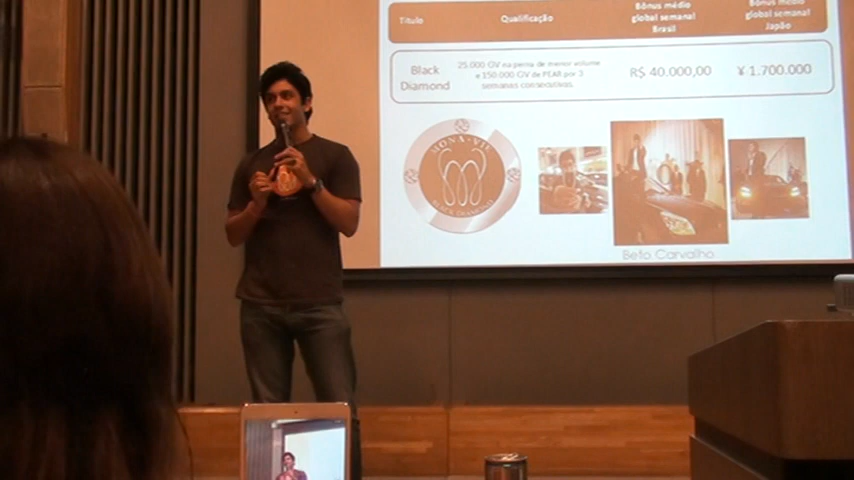 Título
Qualificação
Bônus médio
global semanal
Brasil
Bônus médio
global semanal
Japão
Black
Diamond
25.000 GV na perna de menor volume
e 150.000 GV de PEAR por 3
semanas consecutivas.
R$ 40.000,00
¥ 1.700.000
MONA·VIE
BLACK DIAMOND
Beto Carvalho